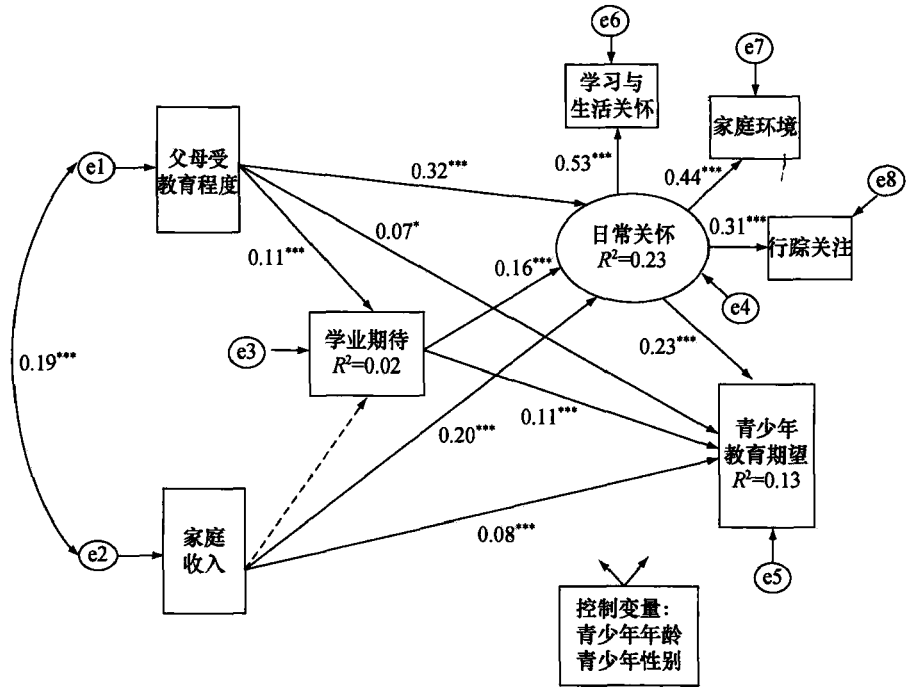 e6
e7
学习与
生活关怀
家庭环境
父母受
教育程度
e1
0.32***
0.53***
0.44***
e8
0.07*
日常关怀
R²=0.23
0.31***
行踪关注
0.11***
0.16***
e4
学业期待
R²=0.02
e3
0.23***
0.19***
0.20***
0.11***
青少年
教育期望
R²=0.13
家庭
收入
e2
0.08***
e5
控制变量：
青少年年龄
青少年性别